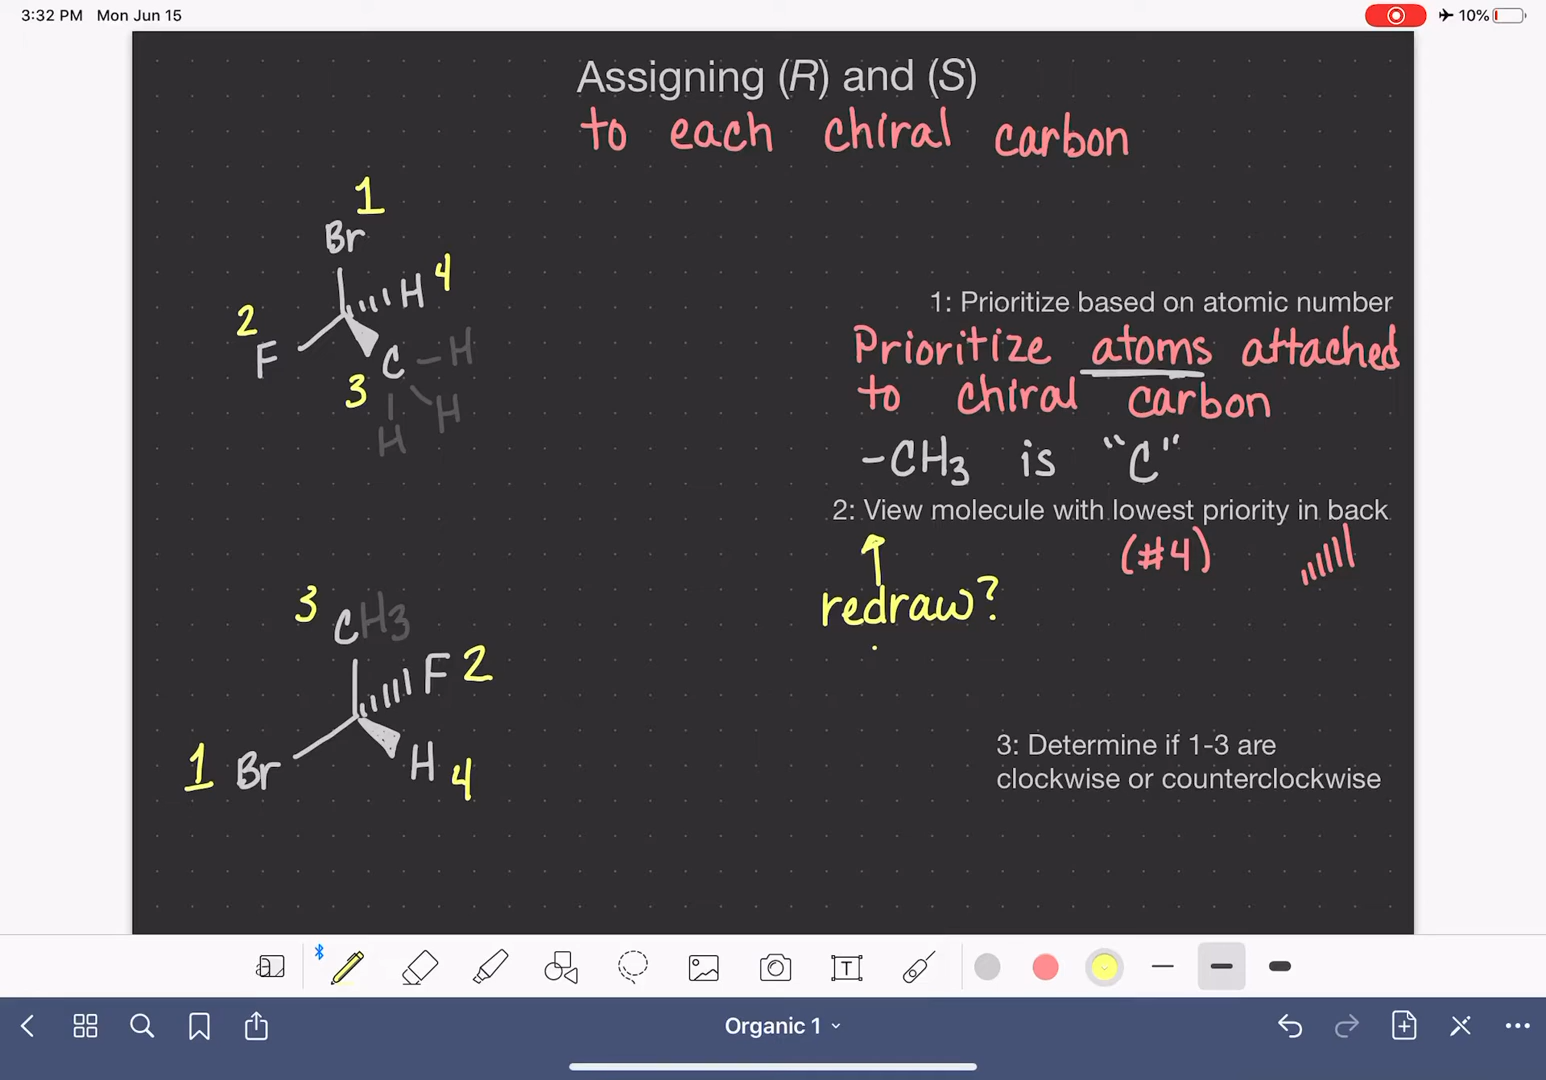 3:32 PM Mon Jun 15
10%
Assigning (R) and (S)
to each chiral carbon
1
Br
H 4
2
F
C - H
3
H
H
1: Prioritize based on atomic number
Prioritize atoms attached
to chiral carbon
-CH3 is "C"
2: View molecule with lowest priority in back
(#4)
redraw?
3
CH3
F 2
1 Br
H 4
3: Determine if 1-3 are
clockwise or counterclockwise
T
Organic 1